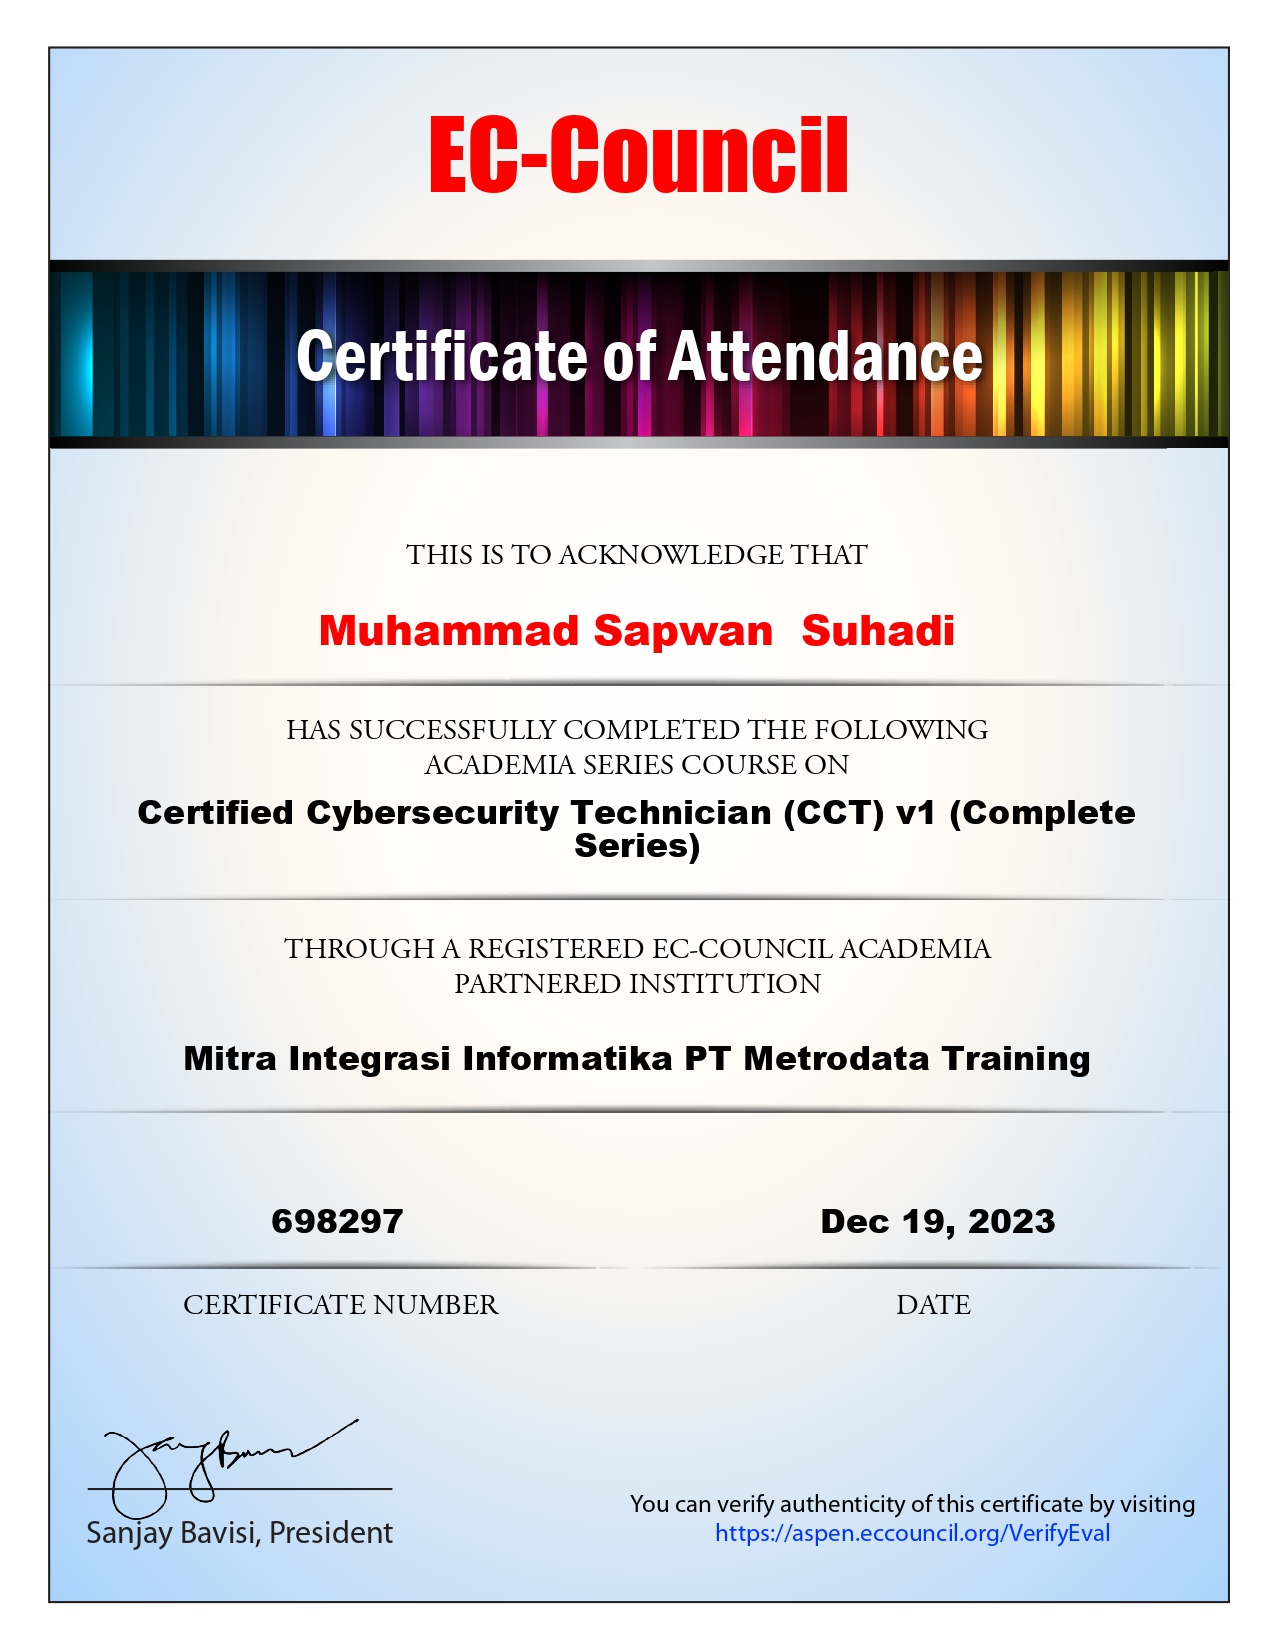 EC-Council
Certificate of Attendance
THIS IS TO ACKNOWLEDGE THAT
Muhammad Sapwan  Suhadi
HAS SUCCESSFULLY COMPLETED THE FOLLOWING
ACADEMIA SERIES COURSE ON
Certified Cybersecurity Technician (CCT) v1 (Complete
Series)
THROUGH A REGISTERED EC-COUNCIL ACADEMIA
PARTNERED INSTITUTION
Mitra Integrasi Informatika PT Metrodata Training
698297
Dec 19, 2023
CERTIFICATE NUMBER
DATE
Sanjay Bavisi, President
You can verify authenticity of this certificate by visiting
https://aspen.eccouncil.org/VerifyEval